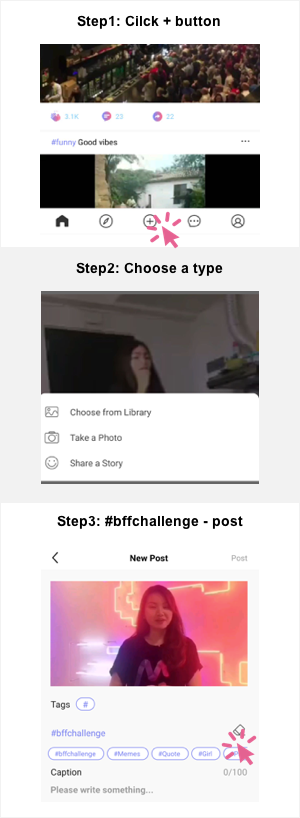 Step1: Cilck + button
3.1K 23 22
#funny Good vibes
Step2: Choose a type
Choose from Library
Take a Photo
Share a Story
Step3: #bffchallenge - post
New Post Post
Tags #
#bffchallenge
#bffchallenge #Memes #Quote #Girl
Caption 0/100
Please write something...